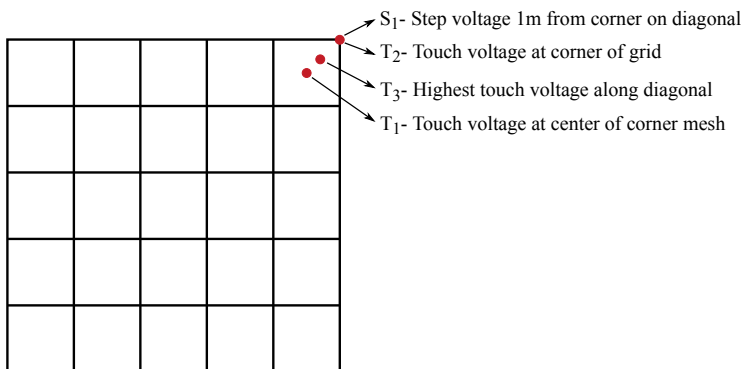 S₁- Step voltage 1m from corner on diagonal
T₂- Touch voltage at corner of grid
T₃- Highest touch voltage along diagonal
T₁- Touch voltage at center of corner mesh